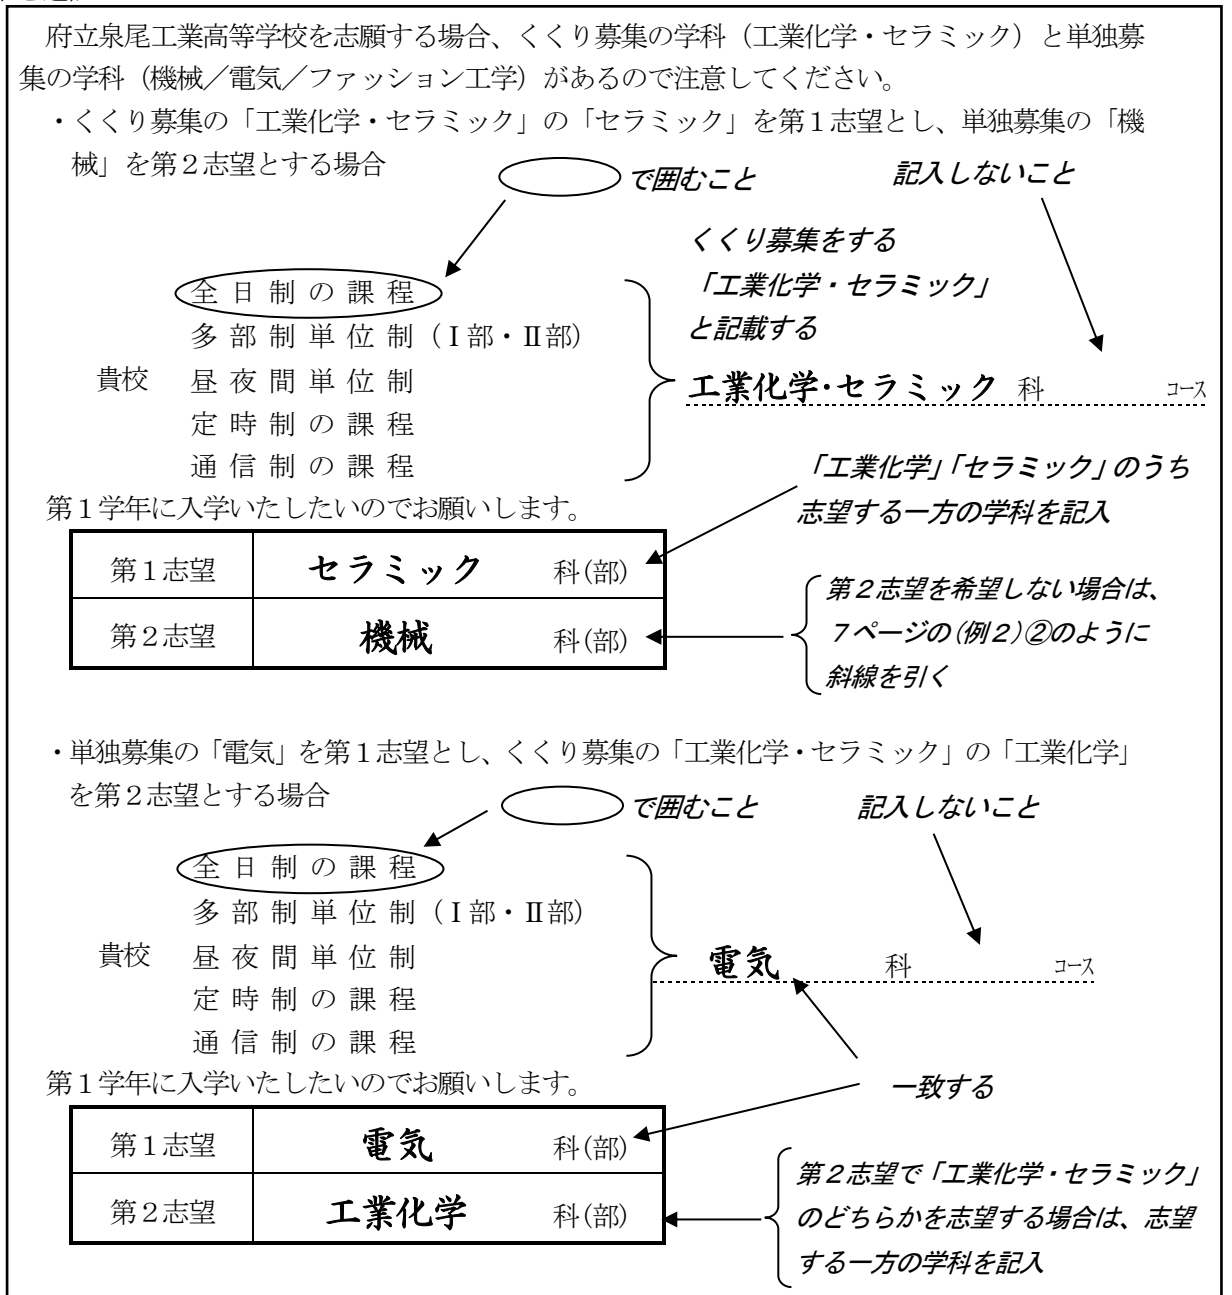 府立泉尾工業高等学校を志願する場合、くくり募集の学科（工業化学・セラミック）と単独募
集の学科（機械／電気／ファッション工学）があるので注意してください。
・くくり募集の「工業化学・セラミック」の「セラミック」を第１志望とし、単独募集の「機
械」を第２志望とする場合
で囲むこと
記入しないこと
くくり募集をする
「工業化学・セラミック」
と記載する
全日制の課程
多部制単位制（Ⅰ部・Ⅱ部）
貴校 昼夜間単位制
工業化学・セラミック 科 コース
定時制の課程
通信制の課程
「工業化学」「セラミック」のうち
志望する一方の学科を記入
第１学年に入学いたしたいのでお願いします。
第１志望 セラミック 科(部)
第２志望 機械 科(部)
第２志望を希望しない場合は、
７ページの(例２)②のように
斜線を引く
・単独募集の「電気」を第１志望とし、くくり募集の「工業化学・セラミック」の「工業化学」
を第２志望とする場合
で囲むこと
記入しないこと
全日制の課程
多部制単位制（Ⅰ部・Ⅱ部）
貴校 昼夜間単位制
電気 科 コース
定時制の課程
通信制の課程
第１学年に入学いたしたいのでお願いします。
一致する
第１志望 電気 科(部)
第２志望 工業化学 科(部)
第２志望で「工業化学・セラミック」
のどちらかを志望する場合は、志望
する一方の学科を記入